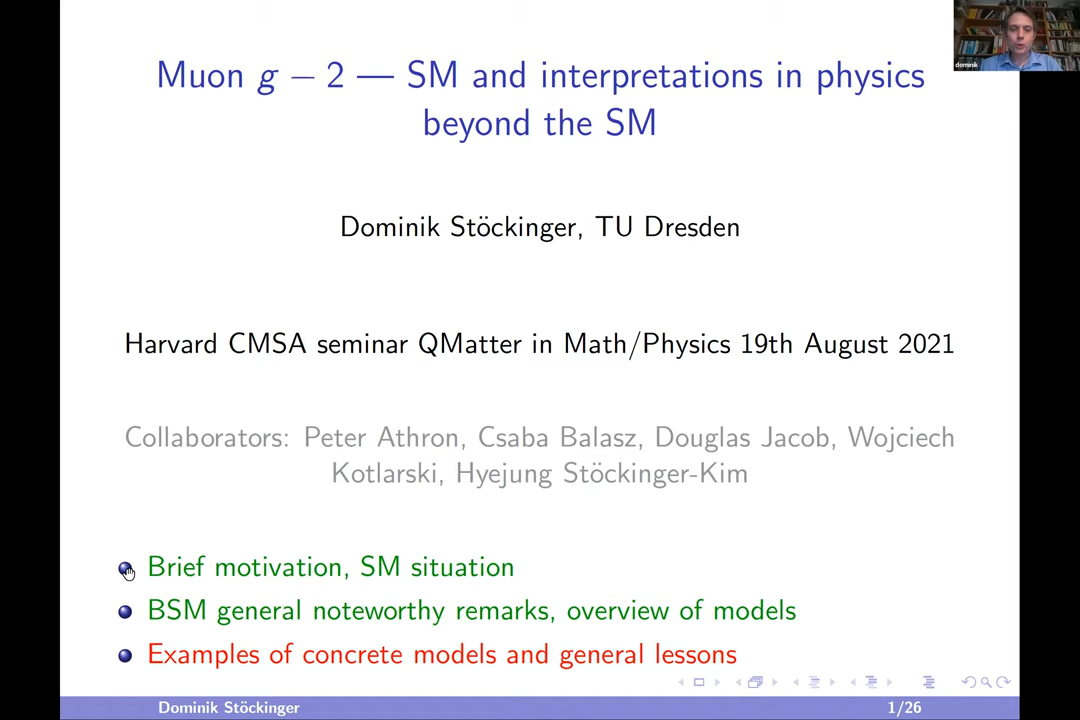 Muon g − 2 — SM and interpretations in physics
beyond the SM
Dominik Stöckinger, TU Dresden
Harvard CMSA seminar QMatter in Math/Physics 19th August 2021
Collaborators: Peter Athron, Csaba Balasz, Douglas Jacob, Wojciech
Kotlarski, Hyejung Stöckinger-Kim
Brief motivation, SM situation
BSM general noteworthy remarks, overview of models
Examples of concrete models and general lessons
Dominik Stöckinger 1/26
dominik